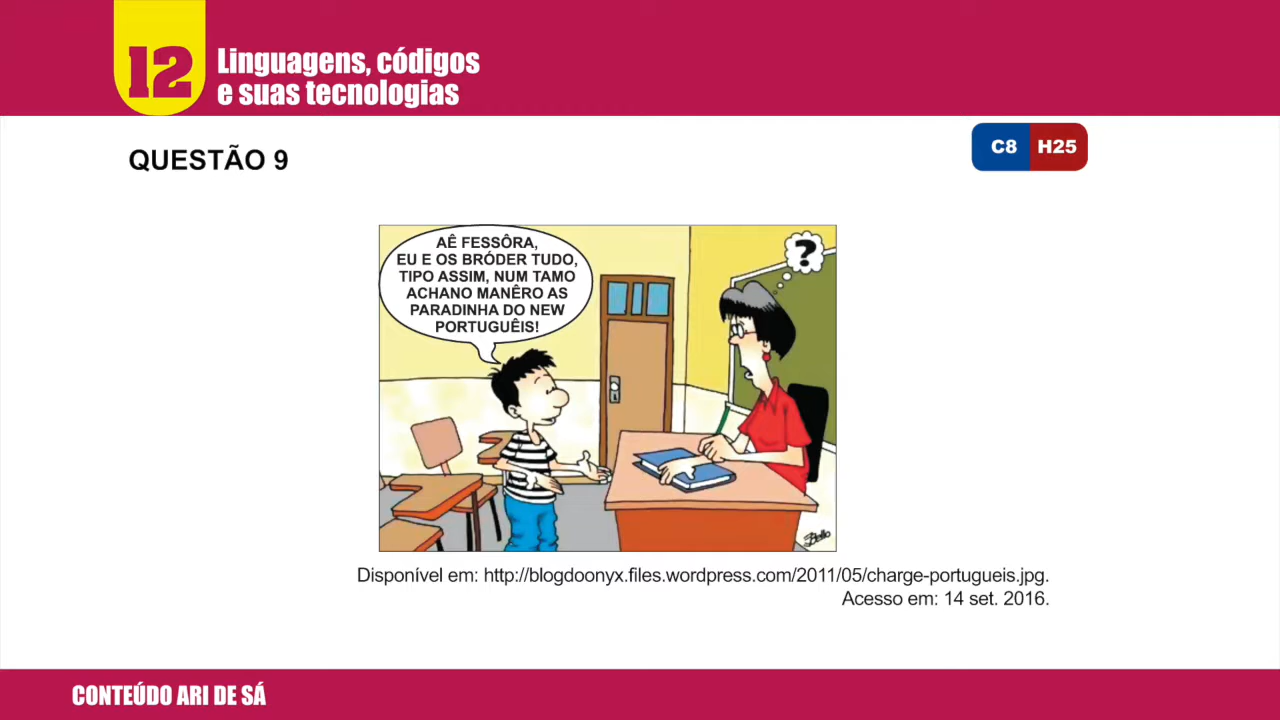 12
Linguagens, códigos
e suas tecnologias
QUESTÃO 9
C8 H25
AÊ FESSÔRA,
EU E OS BRÓDER TUDO,
TIPO ASSIM, NUM TAMO
ACHANO MANÊRO AS
PARADINHA DO NEW
PORTUGUÊIS!
?
Disponível em: http://blogdoonyx.files.wordpress.com/2011/05/charge-portugueis.jpg.
Acesso em: 14 set. 2016.
CONTEÚDO ARI DE SÁ